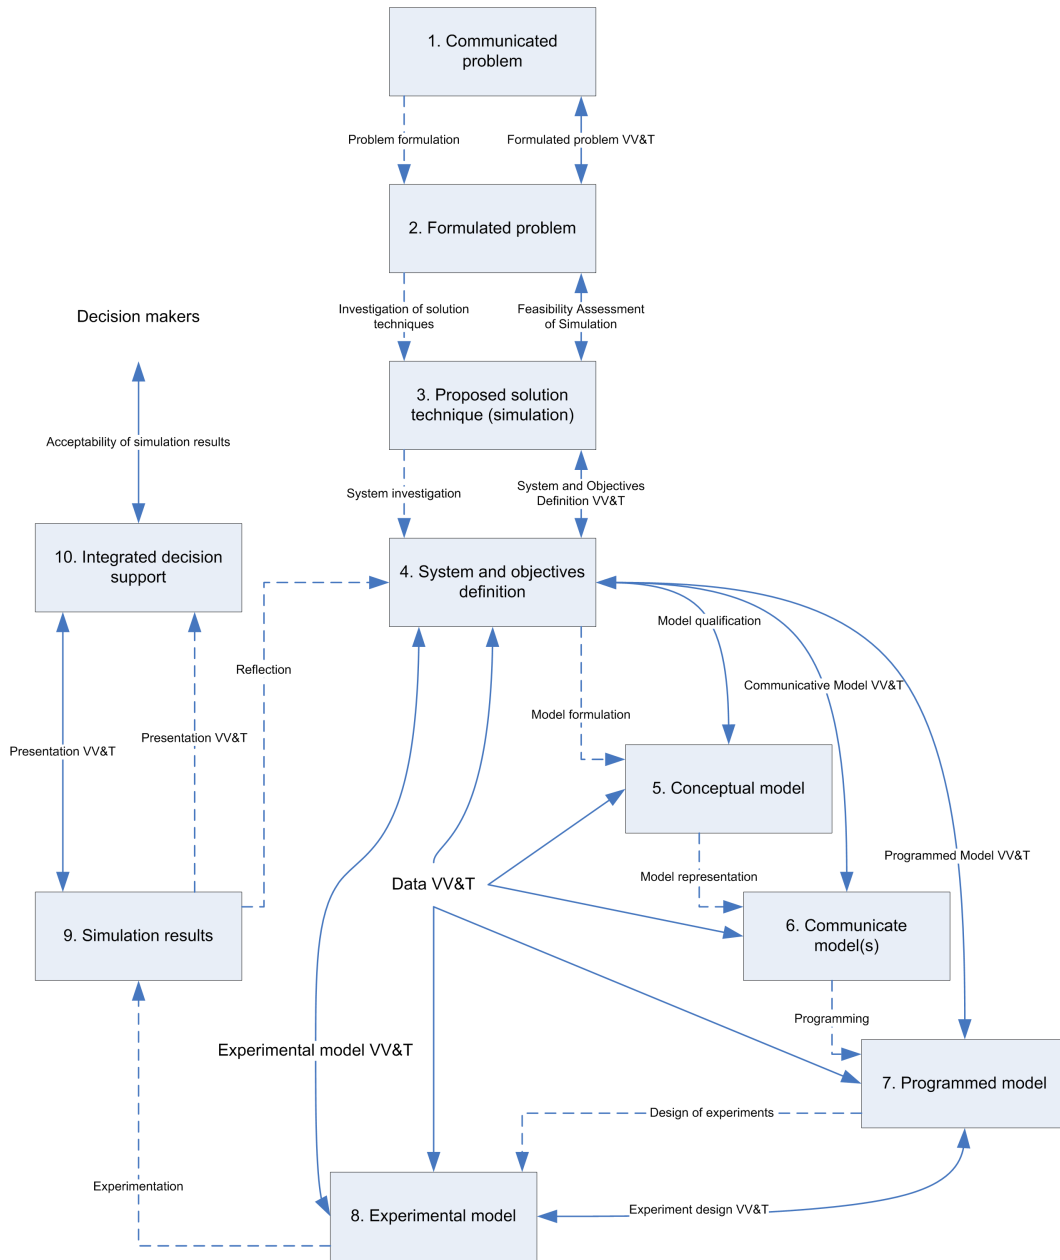 1. Communicated
problem
Problem formulation
Formulated problem VV&T
2. Formulated problem
Investigation of solution
techniques
Feasibility Assessment
of Simulation
Decision makers
3. Proposed solution
technique (simulation)
Acceptability of simulation results
System investigation
System and Objectives
Definition VV&T
10. Integrated decision
support
4. System and objectives
definition
Model qualification
Reflection
Communicative Model VV&T
Model formulation
Presentation VV&T
Presentation VV&T
5. Conceptual model
Programmed Model VV&T
Data VV&T
Model representation
9. Simulation results
6. Communicate
model(s)
Programming
Experimental model VV&T
7. Programmed model
Design of experiments
Experimentation
8. Experimental model
Experiment design VV&T